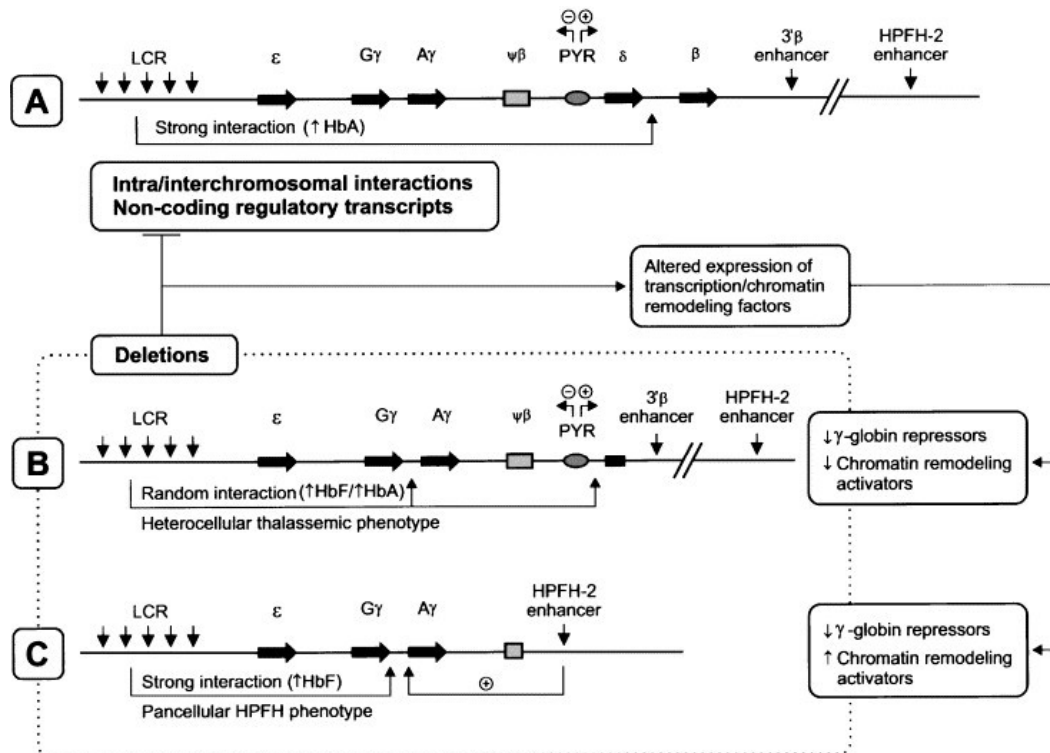 ⊖ ⊕
LCR ε Gγ Aγ ψβ PYR δ β 3'β enhancer HPFH-2 enhancer
A
Strong interaction (↑HbA)
Intra/interchromosomal interactions
Non-coding regulatory transcripts
Altered expression of
transcription/chromatin
remodeling factors
Deletions
⊖ ⊕
LCR ε Gγ Aγ ψβ PYR 3'β enhancer HPFH-2 enhancer
B
Random interaction (↑HbF/↑HbA)
Heterocellular thalassemic phenotype
↓γ-globin repressors
↓ Chromatin remodeling
activators
LCR ε Gγ Aγ HPFH-2 enhancer
C
Strong interaction (↑HbF)
⊕
Pancellular HPFH phenotype
↓γ-globin repressors
↑ Chromatin remodeling
activators